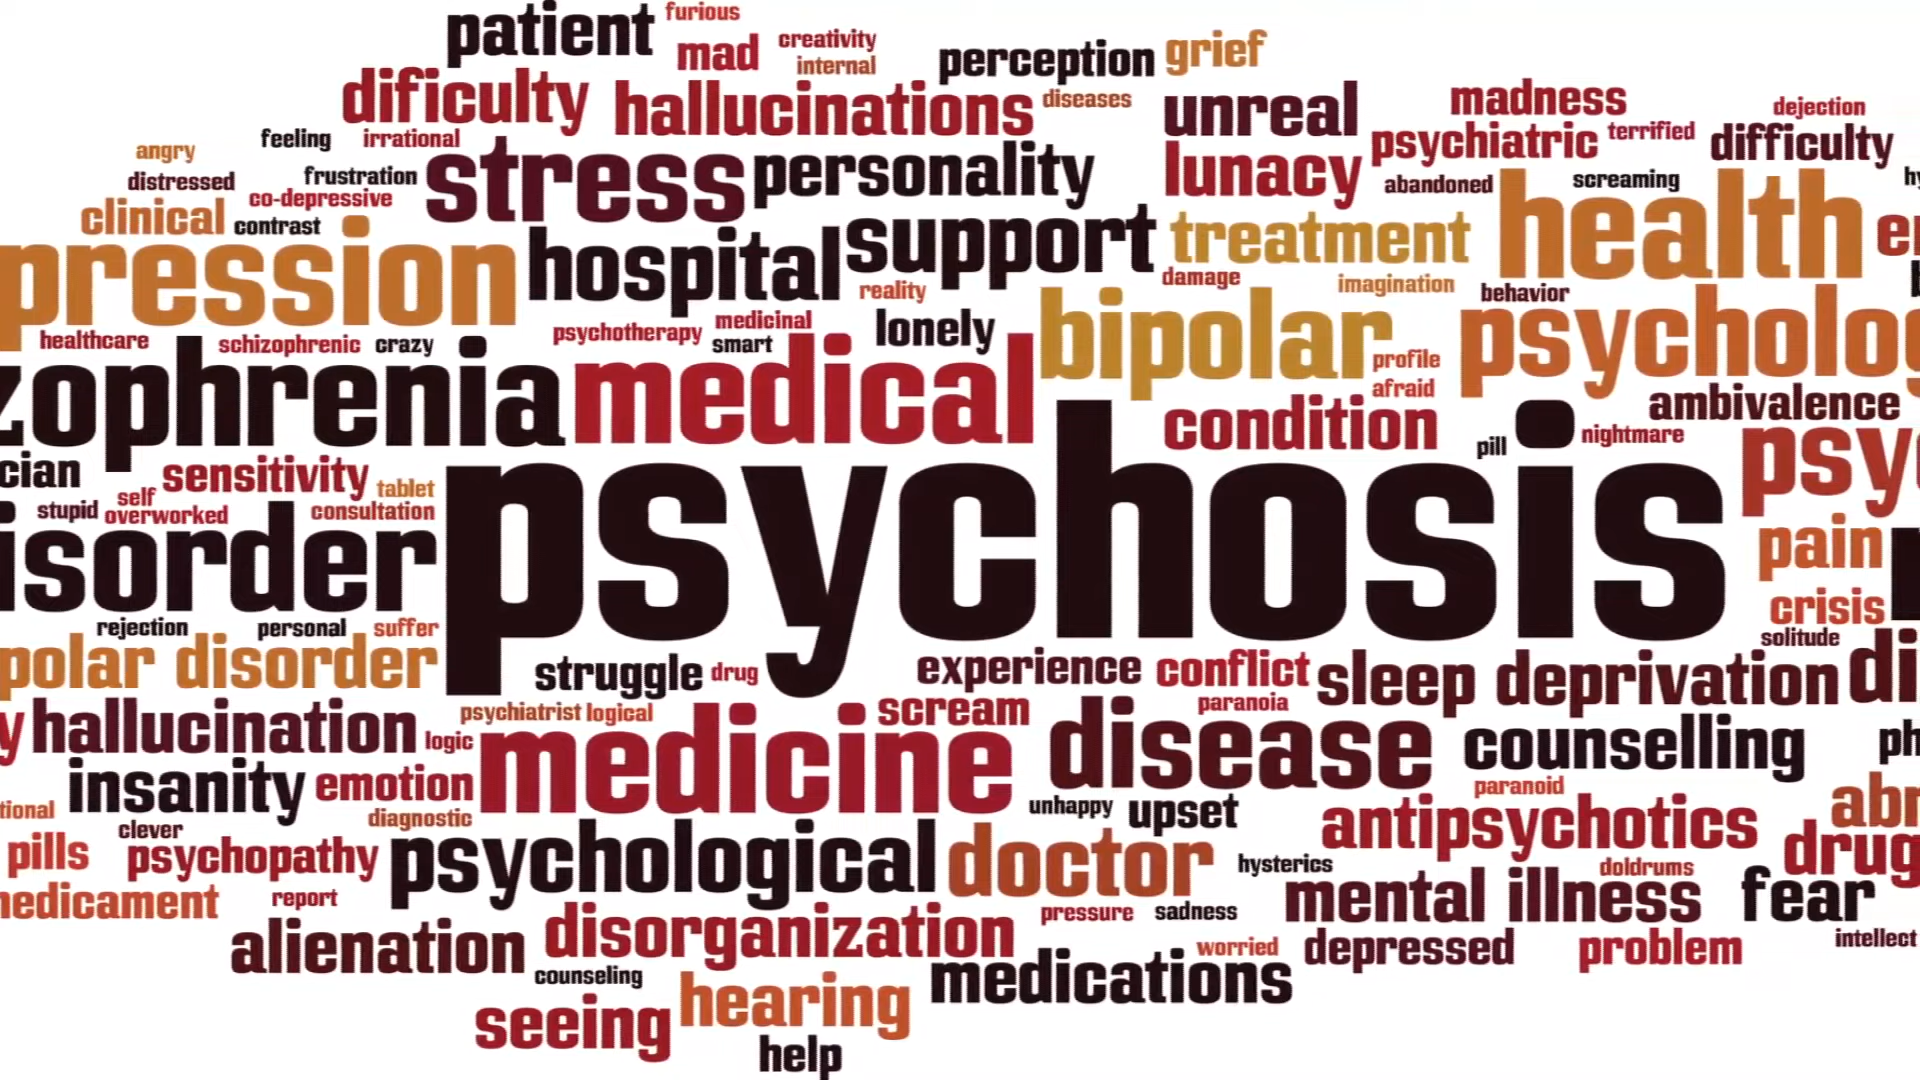 patient furious
mad creativity
internal
perception grief
difficulty hallucinations diseases
unreal madness dejection
feeling irrational
psychiatric terrified difficulty
angry
distressed frustration stress personality lunacy abandoned screaming
co-depressive
clinical contrast
pression hospital support treatment health
damage imagination behavior
reality
healthcare schizophrenic crazy psychotherapy medicinal smart lonely bipolar psycholog
profile
afraid
zophrenia medical condition pill nightmare ambivalence
cian sensitivity tablet
self
stupid overworked consultation
psychosis psy
isorder pain
crisis
rejection personal suffer solitude
polar disorder struggle drug experience conflict sleep deprivation di
psychiatrist logical scream paranoia
y hallucination logic medicine disease counselling ph
insanity emotion paranoid
tional diagnostic unhappy upset abn
clever antipsychotics
pills psychopathy psychological doctor hysterics doldrums drug
medicament report mental illness fear
pressure sadness
alienation disorganization worried depressed problem intellect
counseling medications
seeing hearing
help